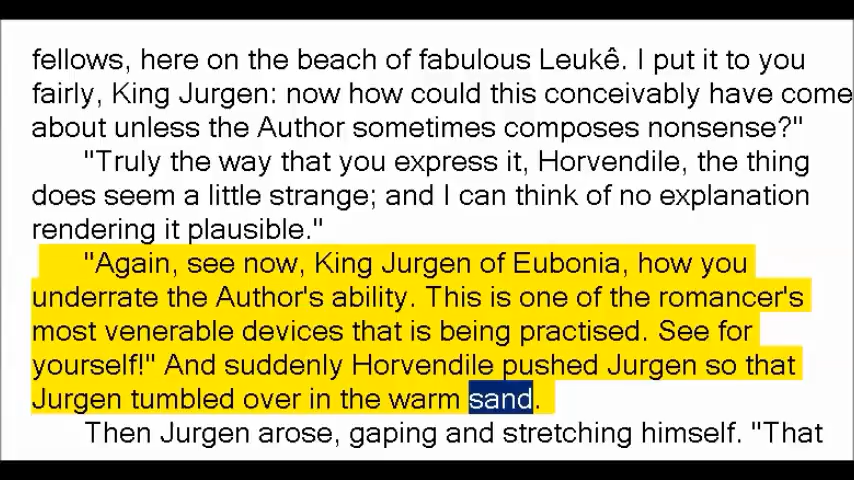 fellows, here on the beach of fabulous Leukê. I put it to you
fairly, King Jurgen: now how could this conceivably have come
about unless the Author sometimes composes nonsense?"
"Truly the way that you express it, Horvendile, the thing
does seem a little strange; and I can think of no explanation
rendering it plausible."
"Again, see now, King Jurgen of Eubonia, how you
underrate the Author's ability. This is one of the romancer's
most venerable devices that is being practised. See for
yourself!" And suddenly Horvendile pushed Jurgen so that
Jurgen tumbled over in the warm sand.
Then Jurgen arose, gaping and stretching himself. "That